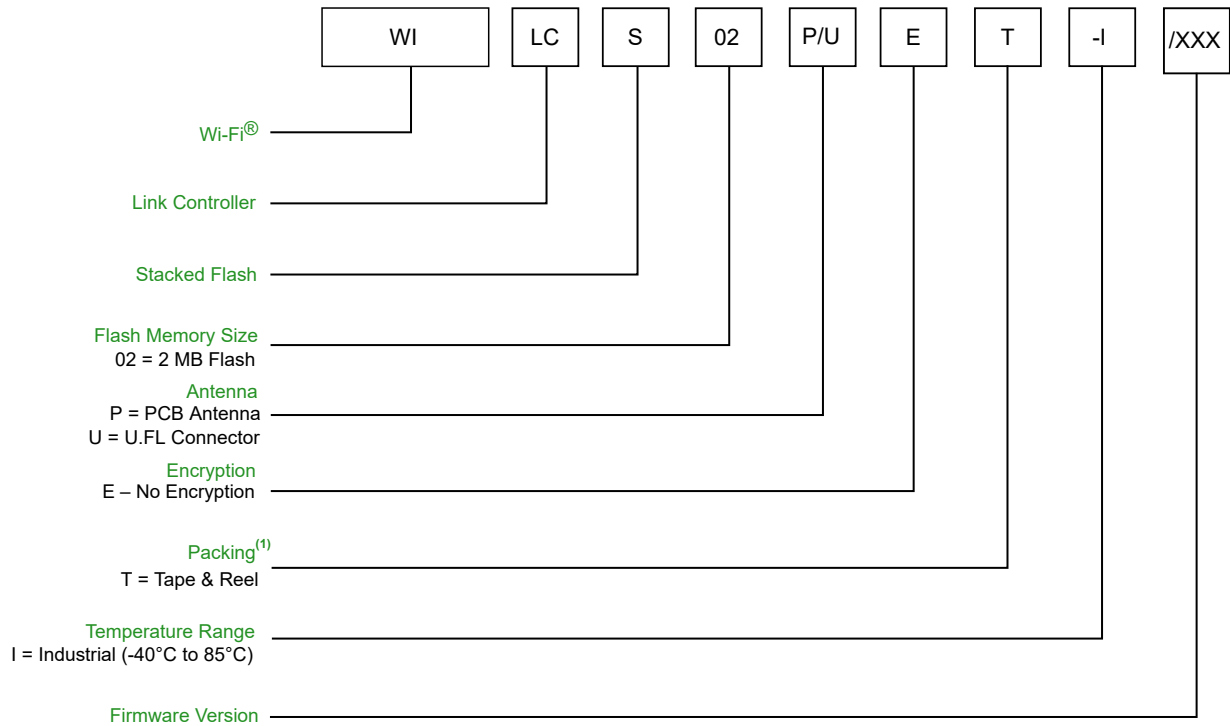 WI LC S 02 P/U E T -I /XXX
Wi-Fi®
Link Controller
Stacked Flash
Flash Memory Size
02 = 2 MB Flash
Antenna
P = PCB Antenna
U = U.FL Connector
Encryption
E – No Encryption
Packing(1)
T = Tape & Reel
Temperature Range
I = Industrial (-40°C to 85°C)
Firmware Version